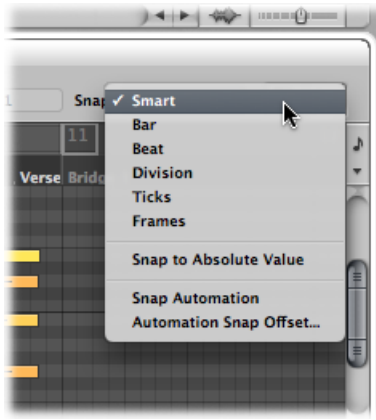 1
Snap
✓ Smart
Bar
Beat
Division
Ticks
Frames
Snap to Absolute Value
Snap Automation
Automation Snap Offset...
11
Verse
Bridg